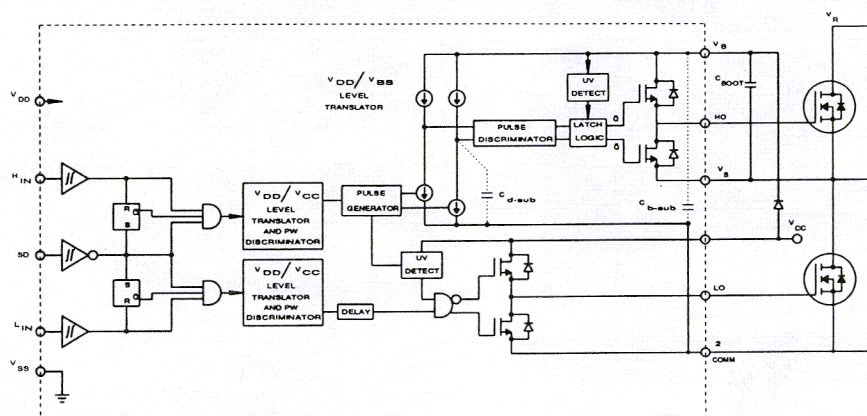 V DD
H IN
SD
L IN
V SS
R Q
S
S
R Q
V DD / V CC
LEVEL
TRANSLATOR
AND PW
DISCRIMINATOR
V DD / V CC
LEVEL
TRANSLATOR
AND PW
DISCRIMINATOR
V DD / V BS
LEVEL
TRANSLATOR
PULSE
GENERATOR
DELAY
UV
DETECT
PULSE
DISCRIMINATOR
UV
DETECT
LATCH
LOGIC
Q
Q
C d-sub
C b-sub
V B
C BOOT
HO
V S
V CC
LO
2
COMM
V R